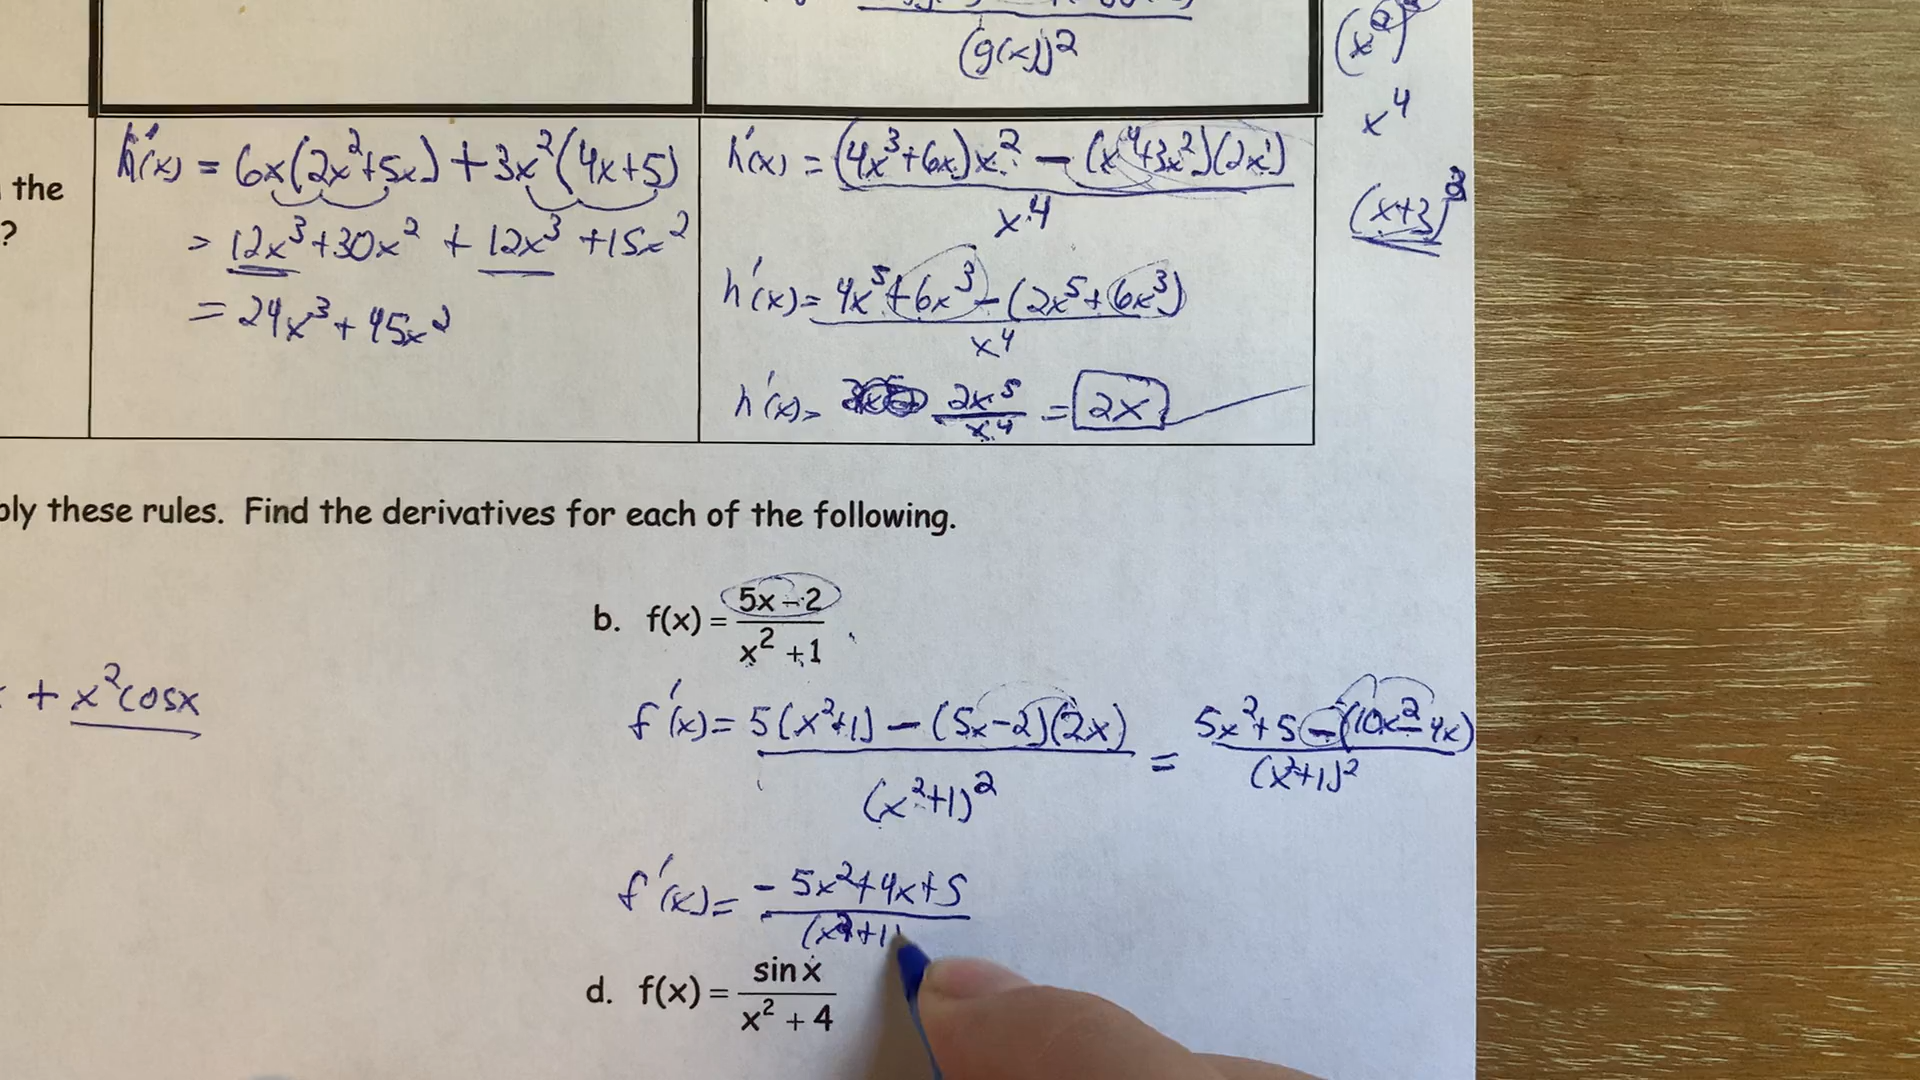 (g(x))²
x⁴
the
?
h'(x) = 6x(2x²+5x) + 3x²(4x+5)
= 12x³+30x² + 12x³ +15x²
= 24x³+45x²
h'(x) = (4x³+6x)x² - (x⁴+3x²)(2x)
x⁴
h'(x) = 4x⁵+6x³ - (2x⁵+6x³)
x⁴
h'(x) = 2x⁵/x⁴ = 2x
(x+3)
ply these rules. Find the derivatives for each of the following.
b. f(x) = 5x-2
x² +1
+ x²cosx
f'(x) = 5(x²+1) - (5x-2)(2x) = 5x²+5 - (10x²-4x)
(x²+1)² (x²+1)²
f'(x) = -5x²+4x+5
(x²+1)
d. f(x) = sin x
x² + 4